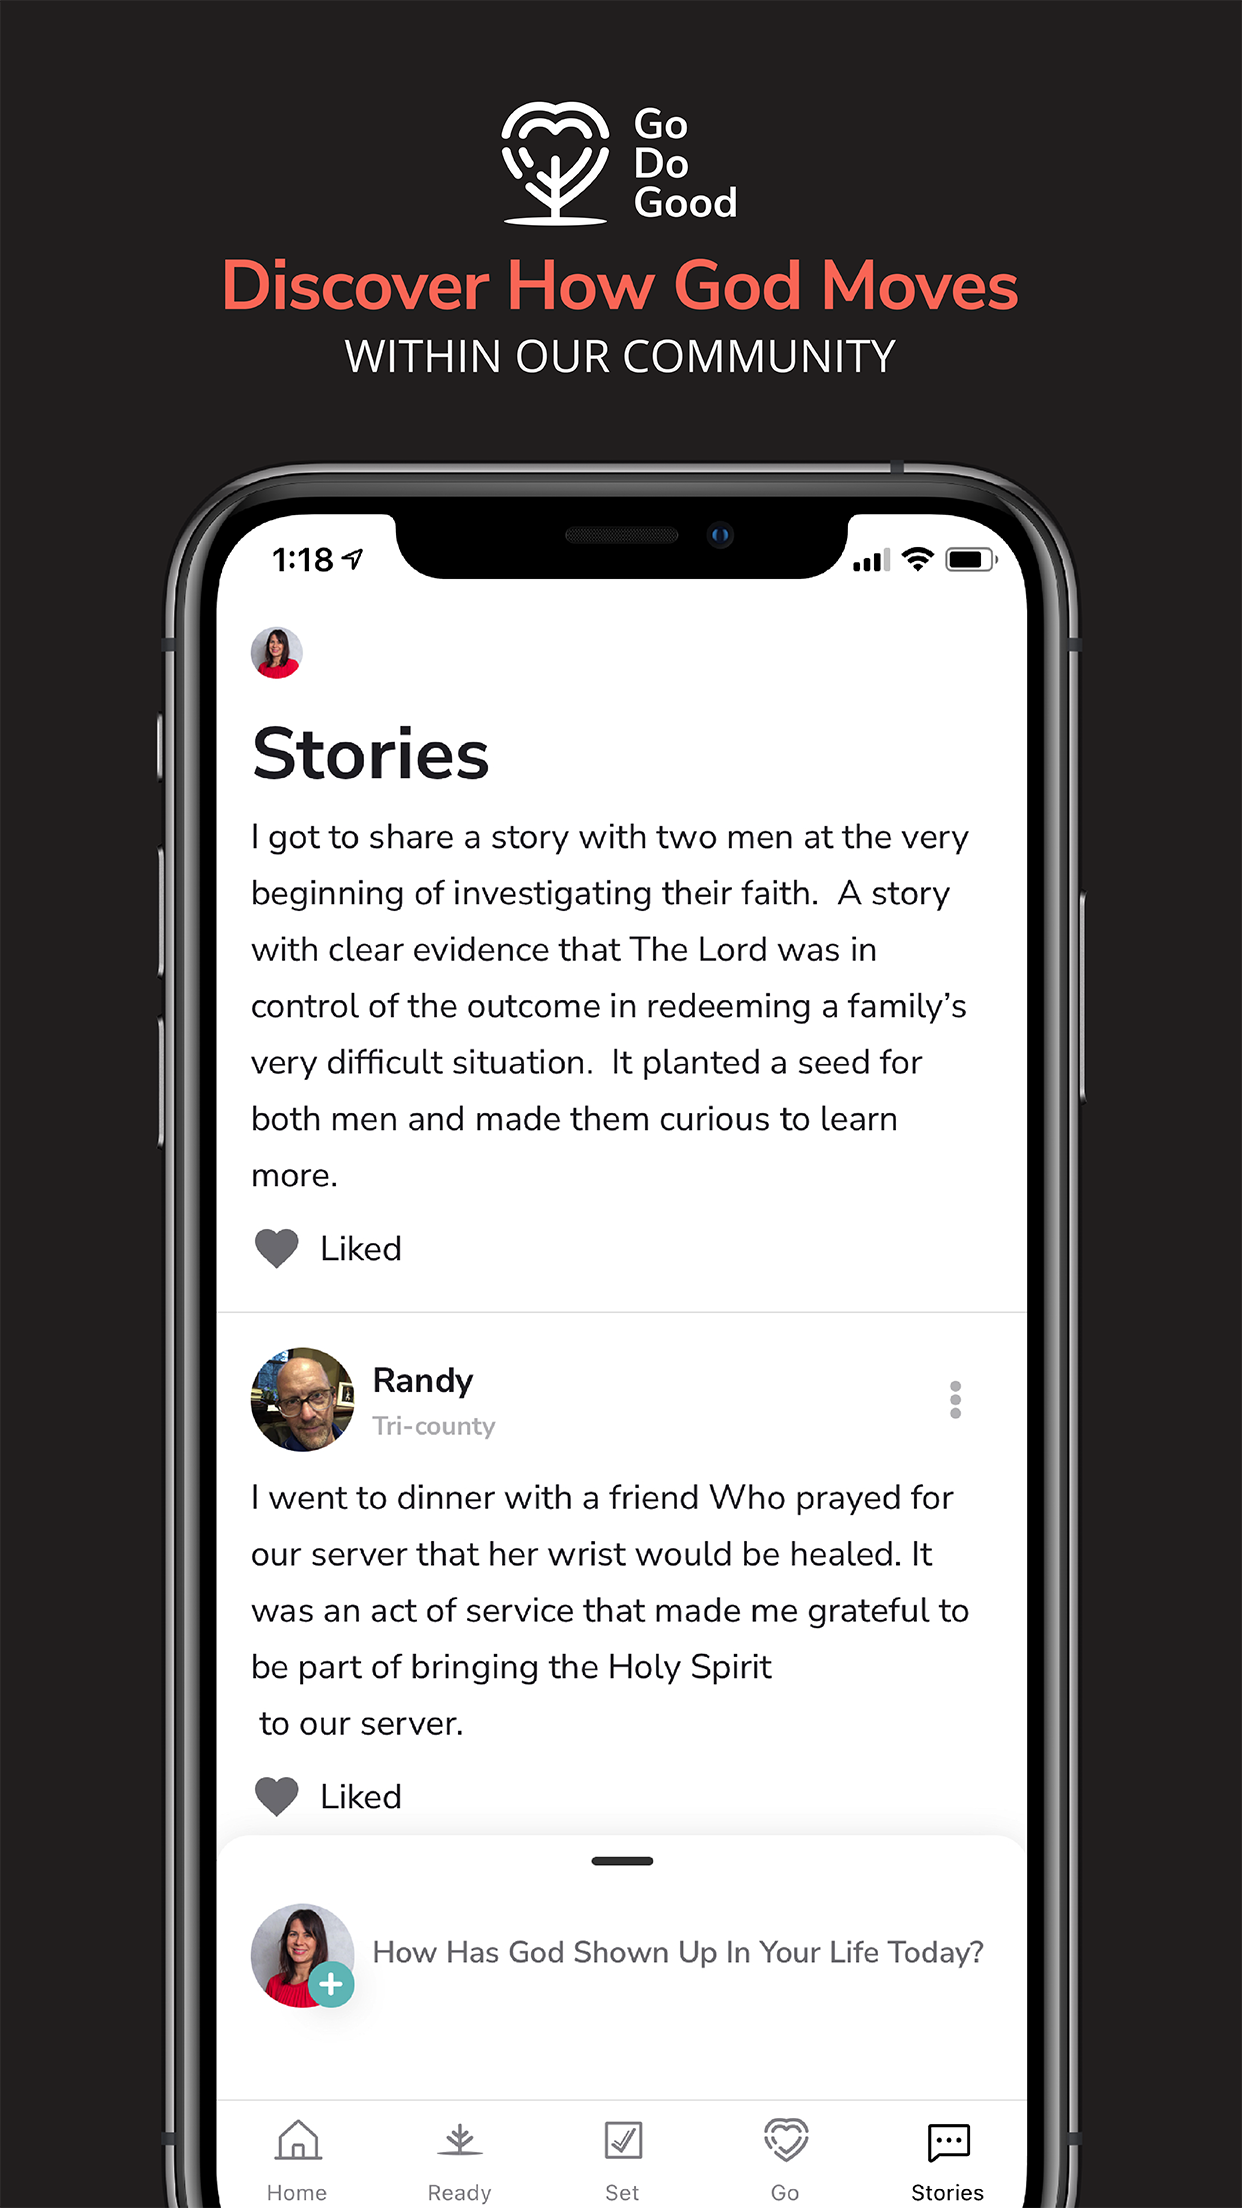 Go
Do
Good
Discover How God Moves
WITHIN OUR COMMUNITY
1:18
Stories
I got to share a story with two men at the very
beginning of investigating their faith.  A story
with clear evidence that The Lord was in
control of the outcome in redeeming a family’s
very difficult situation.  It planted a seed for
both men and made them curious to learn
more.
Liked
Randy
Tri-county
I went to dinner with a friend Who prayed for
our server that her wrist would be healed. It
was an act of service that made me grateful to
be part of bringing the Holy Spirit
to our server.
Liked
How Has God Shown Up In Your Life Today?
Home
Ready
Set
Go
Stories